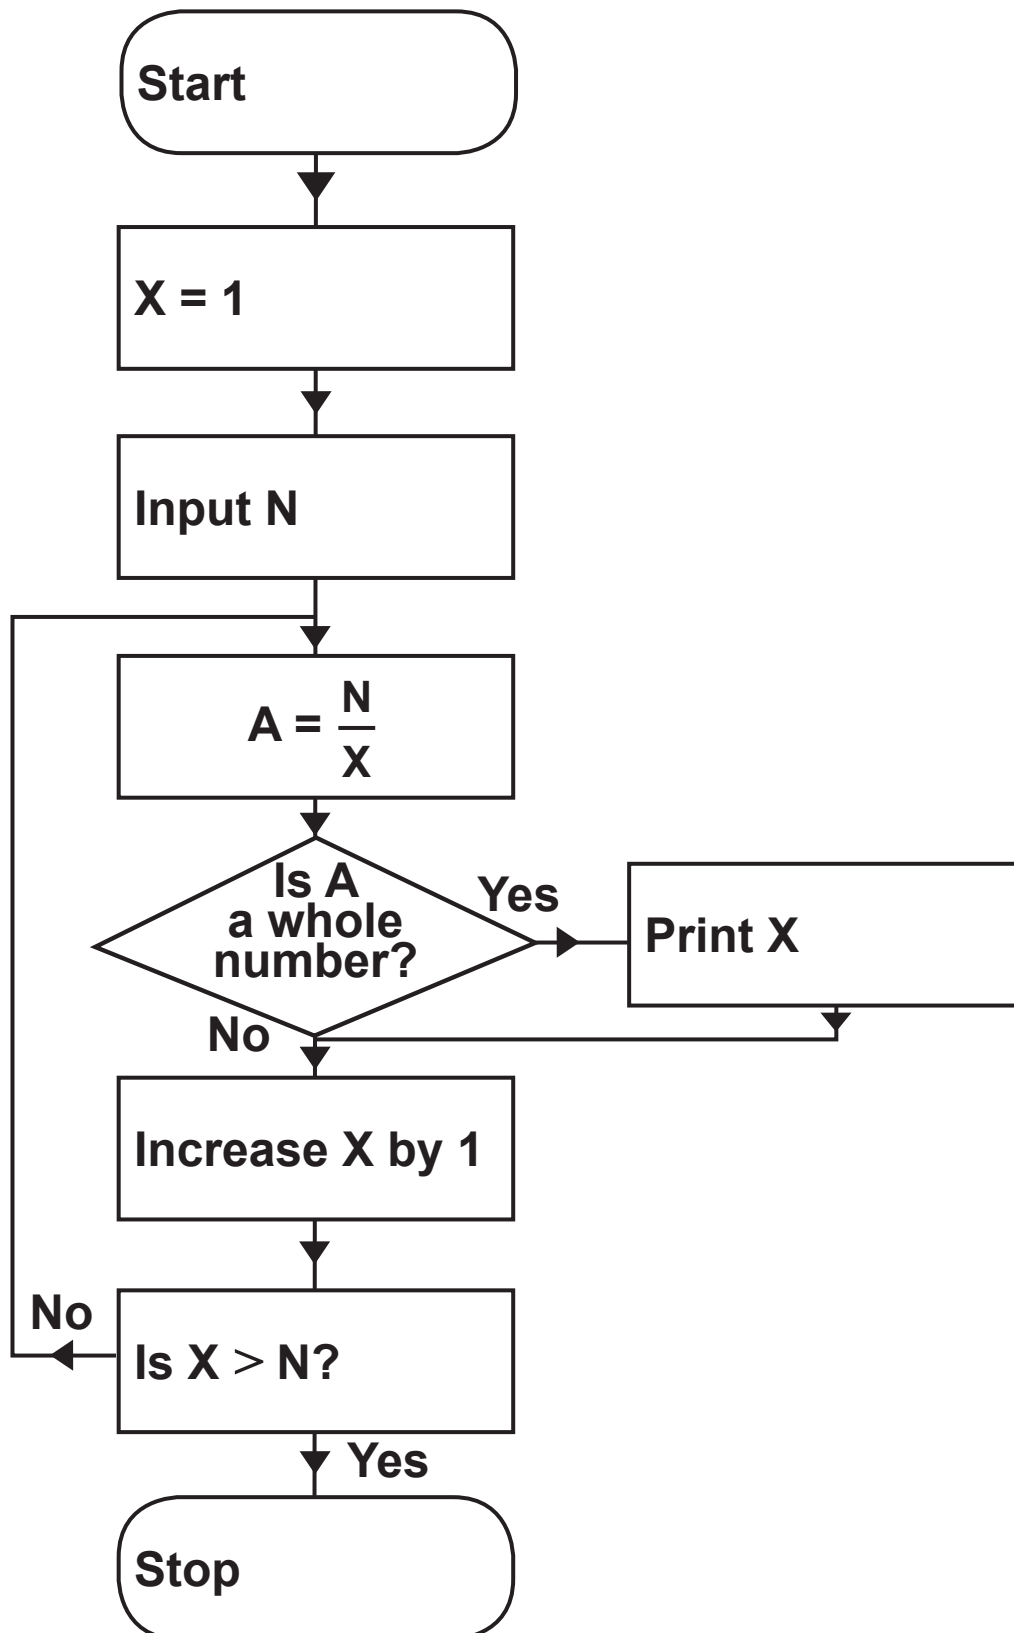 Start
X = 1
Input N
A = N/X
Is A
a whole
number?
Yes
Print X
No
Increase X by 1
No
Is X > N?
Yes
Stop